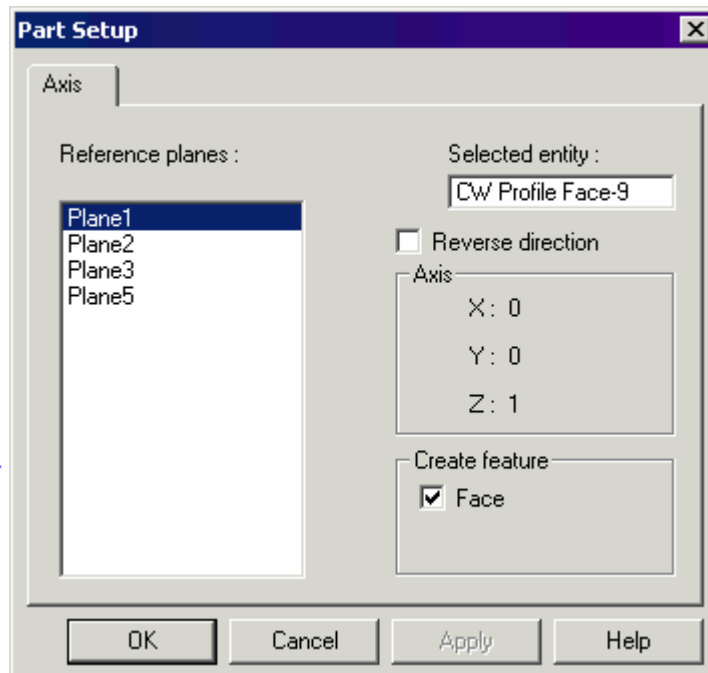 Part Setup
Axis
Reference planes :
Plane1
Plane2
Plane3
Plane5
Selected entity :
CW Profile Face-9
Reverse direction
Axis
X : 0
Y : 0
Z : 1
Create feature
Face
OK
Cancel
Apply
Help